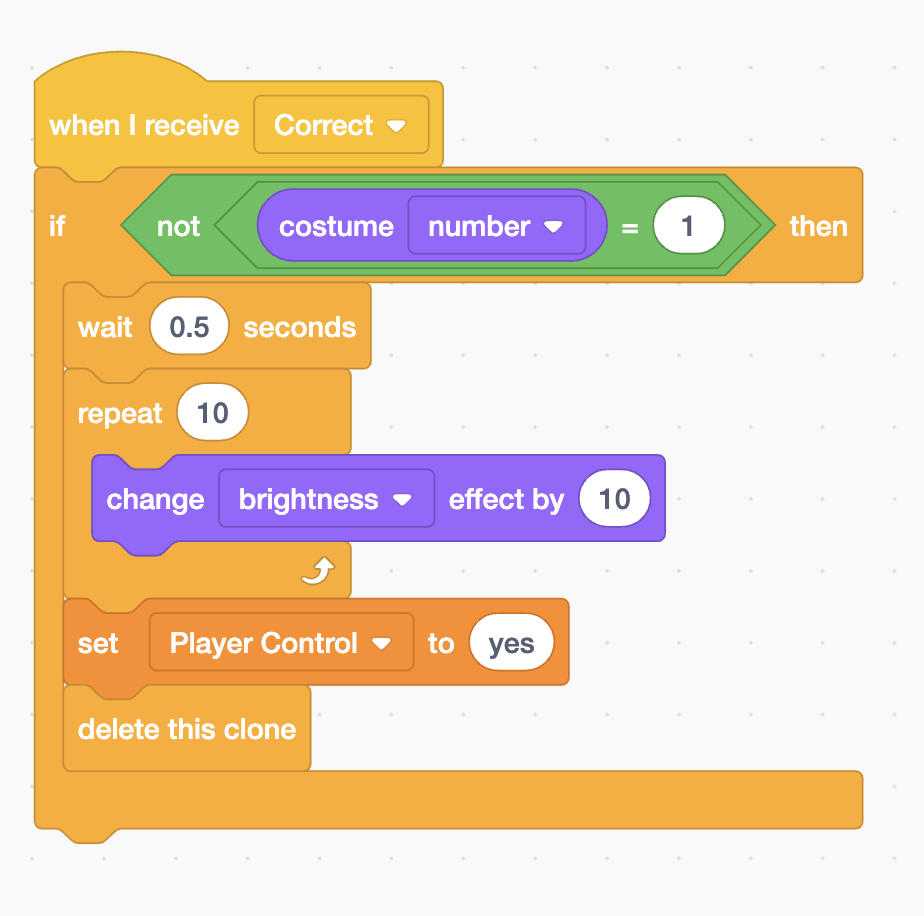 when I receive Correct
if not costume number = 1 then
wait 0.5 seconds
repeat 10
change brightness effect by 10
set Player Control to yes
delete this clone